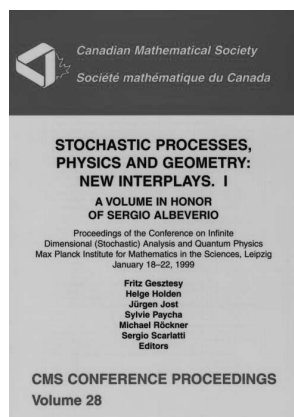 Canadian Mathematical Society
Société mathématique du Canada
STOCHASTIC PROCESSES,
PHYSICS AND GEOMETRY:
NEW INTERPLAYS. I
A VOLUME IN HONOR
OF SERGIO ALBEVERIO
Proceedings of the Conference on Infinite
Dimensional (Stochastic) Analysis and Quantum Physics
Max Planck Institute for Mathematics in the Sciences, Leipzig
January 18–22, 1999
Fritz Gesztesy
Helge Holden
Jürgen Jost
Sylvie Paycha
Michael Röckner
Sergio Scarlatti
Editors
CMS CONFERENCE PROCEEDINGS
Volume 28